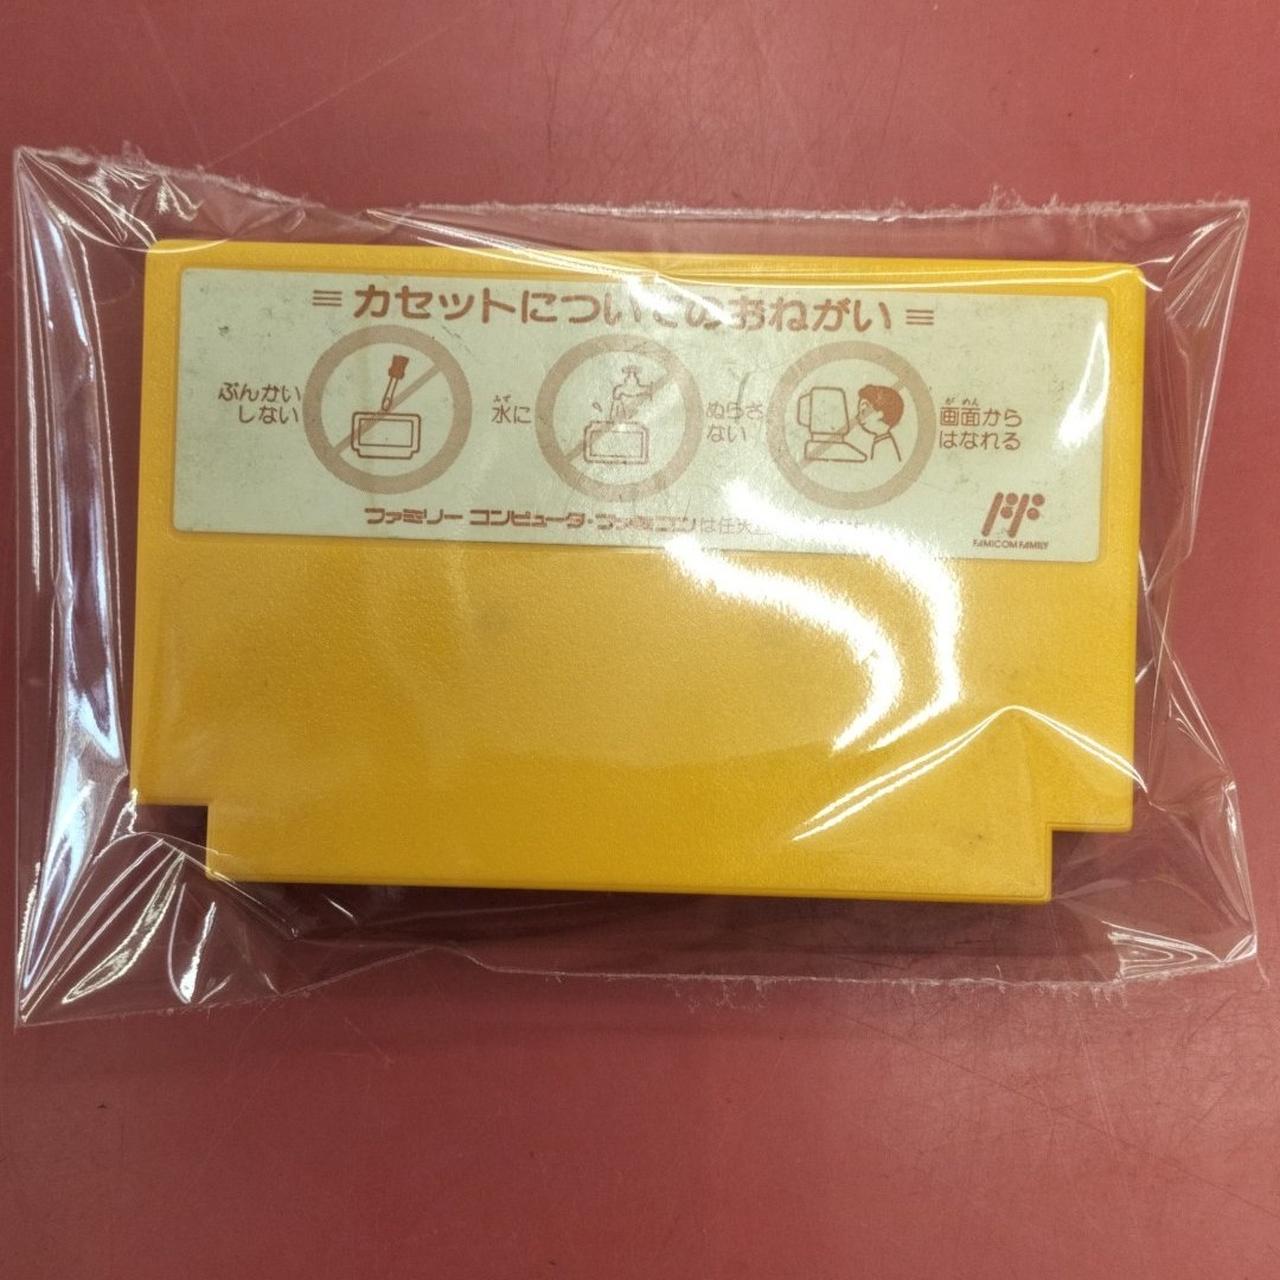 カセットについてのおねがい
ぶんかい
しない
みず
水に
ぬらさ
ない
が めん
画面から
はなれる
ファミリー コンピュータ・ファミコンは任天
FAMICOM FAMILY